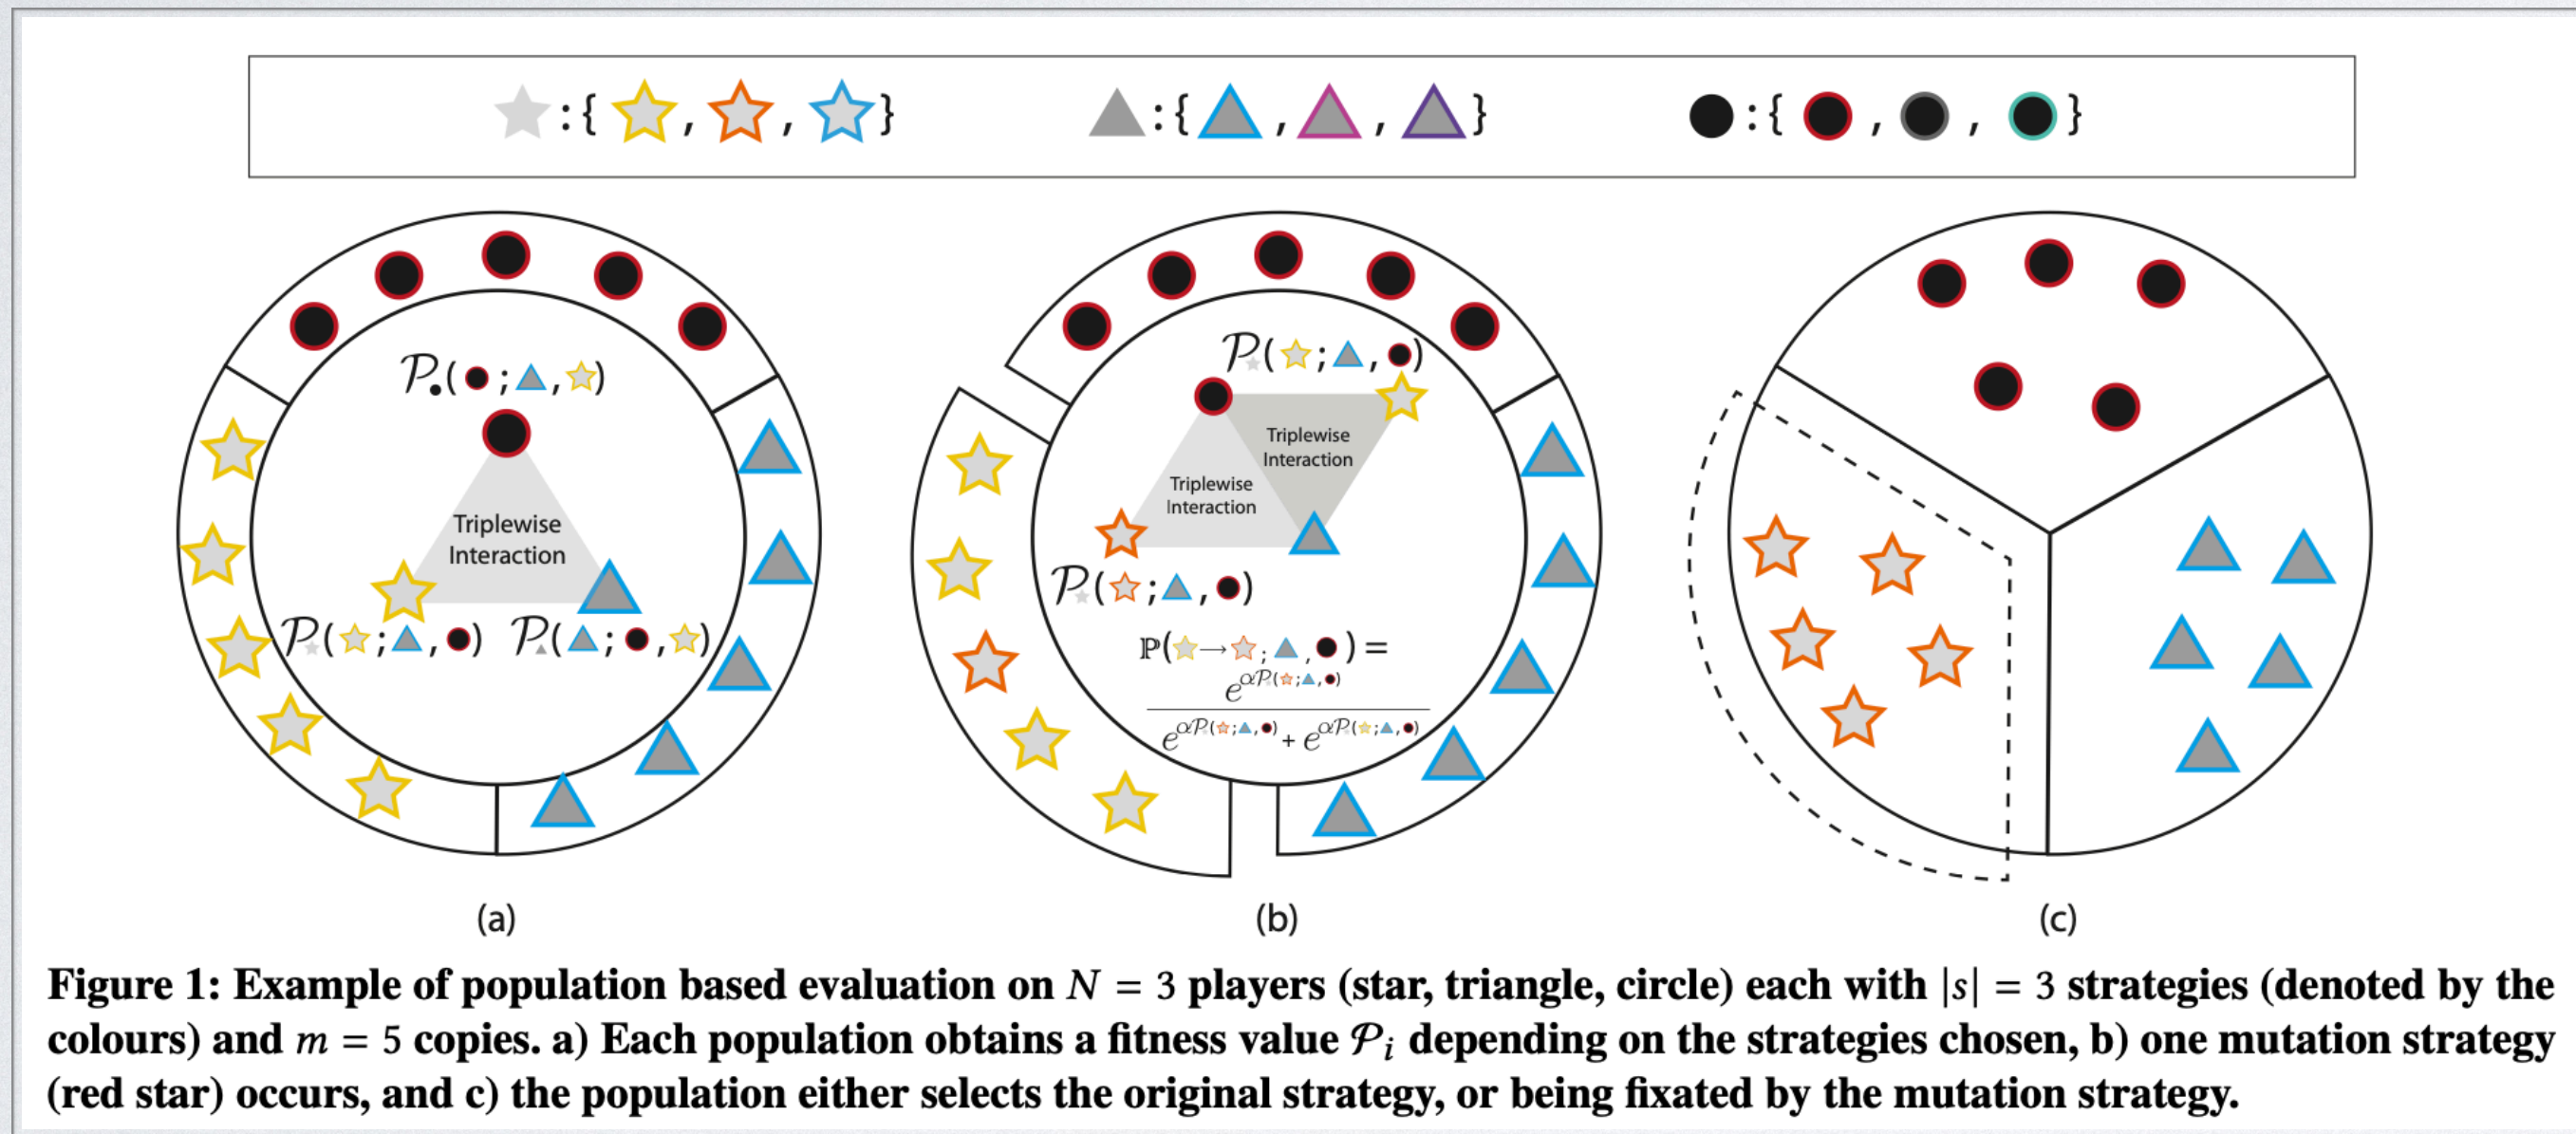 :{ , , }
:{ , , }
:{ , , }
𝒫●( ; , )
Triplewise
Interaction
𝒫★( ; , )
𝒫▲( ; , )
𝒫★( ; , )
Triplewise
Interaction
Triplewise
Interaction
𝒫★( ; , )
ℙ( → ; , ) =
e^α𝒫( ; , )
e^α𝒫( ; , ) + e^α𝒫( ; , )
(a)
(b)
(c)
Figure 1: Example of population based evaluation on N = 3 players (star, triangle, circle) each with |s| = 3 strategies (denoted by the
colours) and m = 5 copies. a) Each population obtains a fitness value 𝒫i depending on the strategies chosen, b) one mutation strategy
(red star) occurs, and c) the population either selects the original strategy, or being fixated by the mutation strategy.